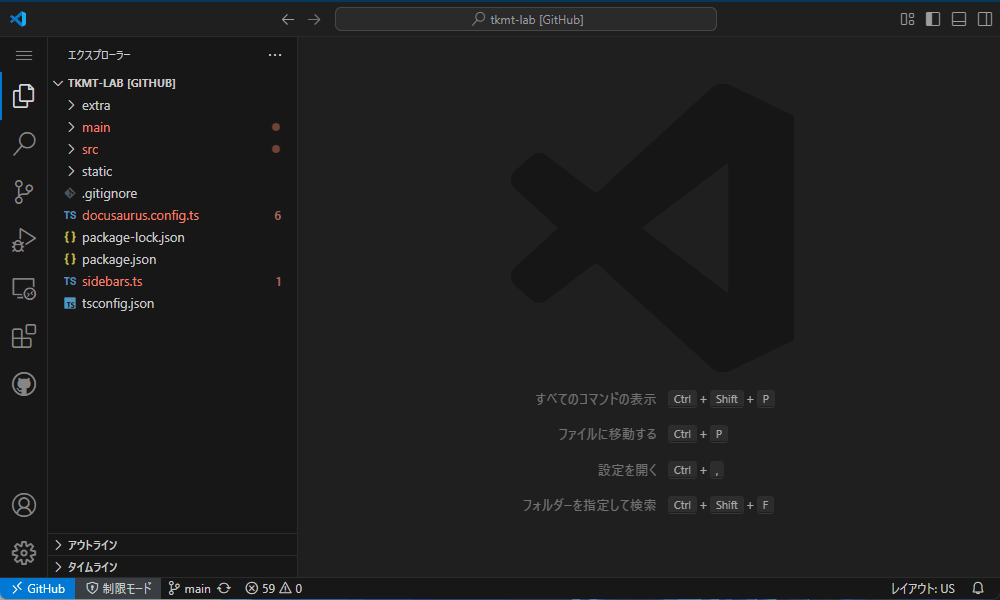 tkmt-lab [GitHub]
エクスプローラー
TKMT-LAB [GITHUB]
extra
main
src
static
.gitignore
TS docusaurus.config.ts 6
{} package-lock.json
{} package.json
TS sidebars.ts 1
TS tsconfig.json
すべてのコマンドの表示 Ctrl + Shift + P
ファイルに移動する Ctrl + P
設定を開く Ctrl + ,
フォルダーを指定して検索 Ctrl + Shift + F
アウトライン
タイムライン
GitHub 制限モード main 59 0 レイアウト: US